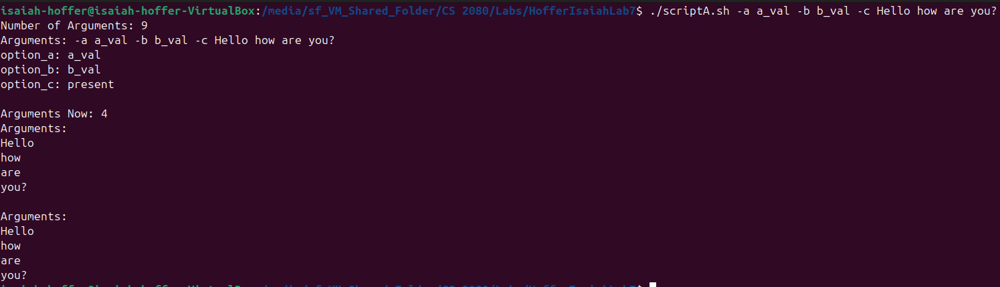 isaiah-hoffer@isaiah-hoffer-VirtualBox:/media/sf_VM_Shared_Folder/CS 2080/Labs/HofferIsaiahLab7$ ./scriptA.sh -a a_val -b b_val -c Hello how are you?
Number of Arguments: 9
Arguments: -a a_val -b b_val -c Hello how are you?
option_a: a_val
option_b: b_val
option_c: present
Arguments Now: 4
Arguments:
Hello
how
are
you?
Arguments:
Hello
how
are
you?